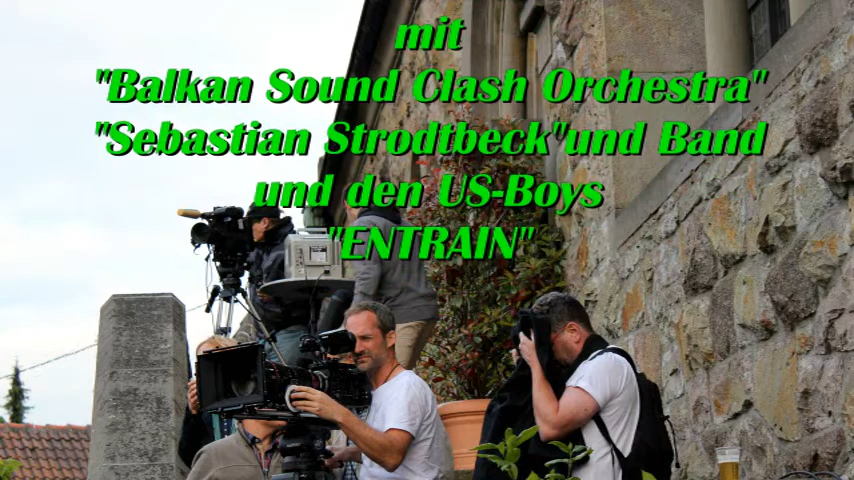 mit
"Balkan Sound Clash Orchestra"
"Sebastian Strodtbeck"und Band
und den US-Boys
"ENTRAIN"